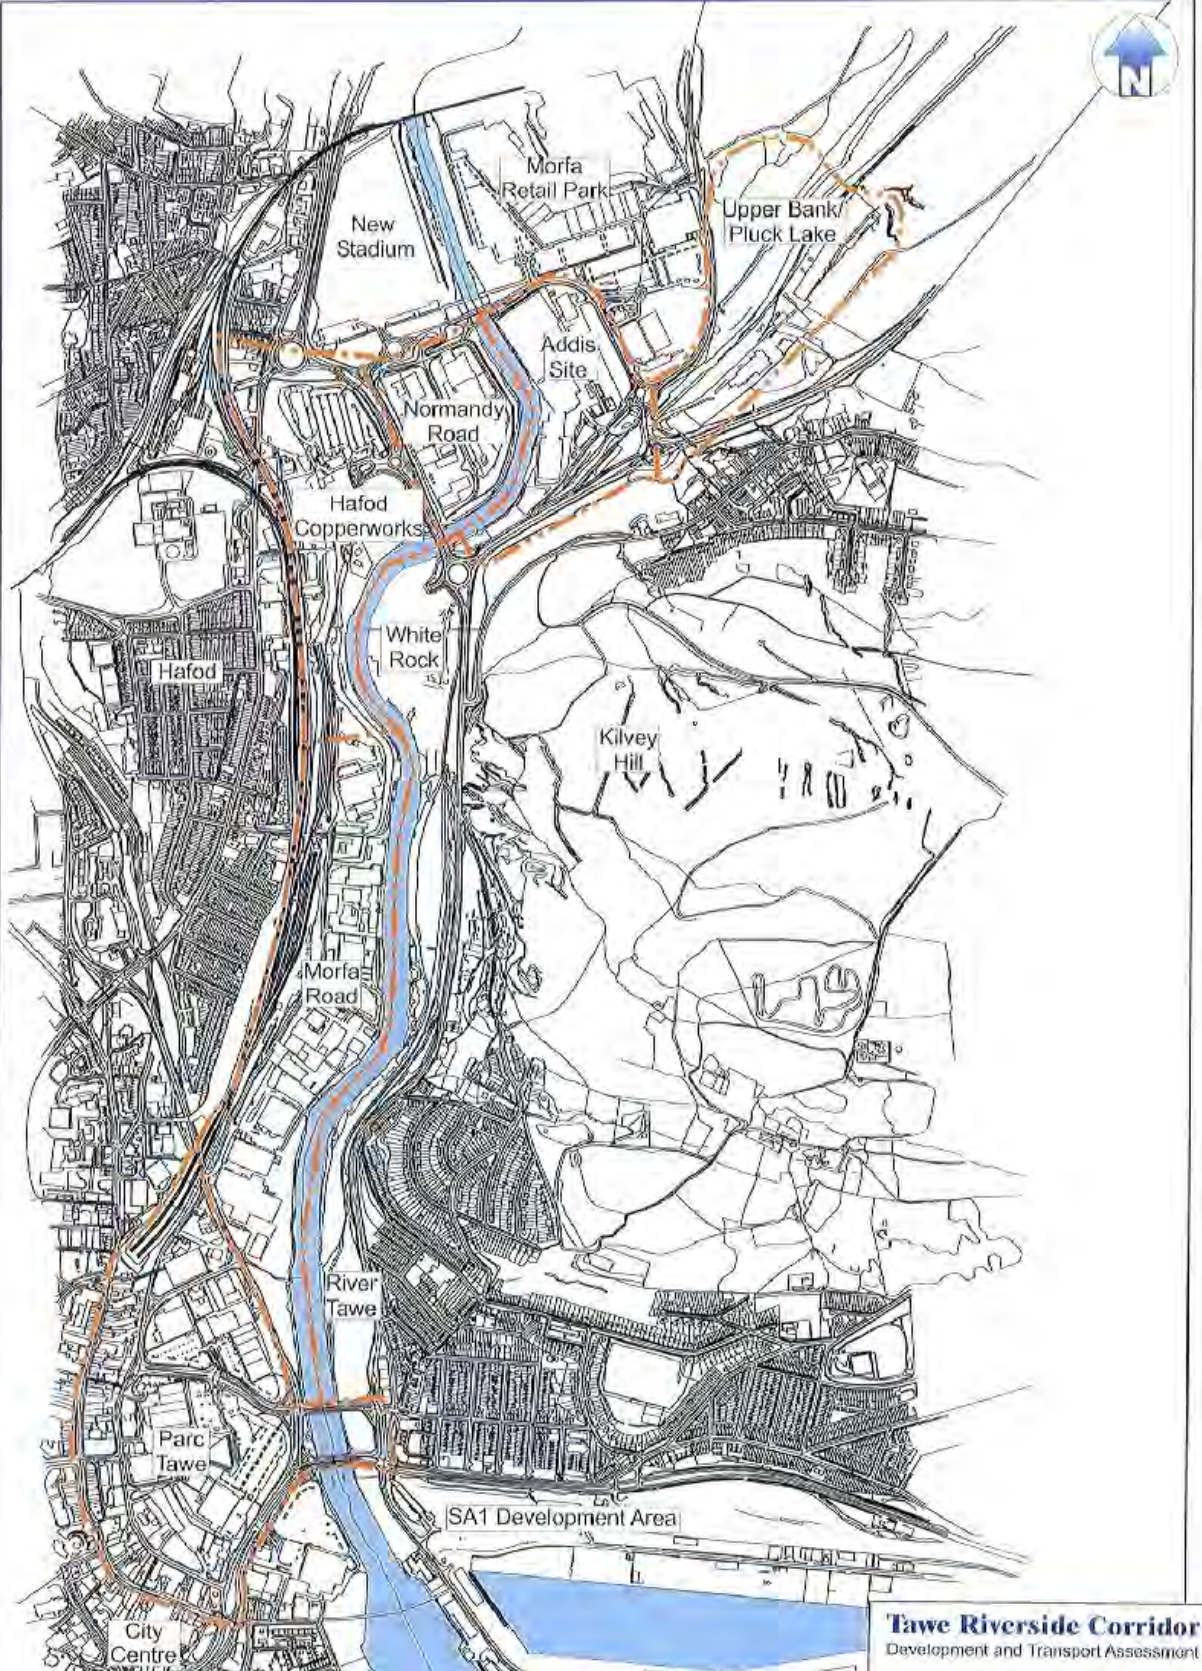 N
Morfa
Retail Park
Upper Bank/
Pluck Lake
New
Stadium
Addis
Site
Normandy
Road
Hafod
Copperworks
White
Rock
Hafod
Kilvey
Hill
Morfa
Road
River
Tawe
Parc
Tawe
SA1 Development Area
City
Centre
Tawe Riverside Corridor
Development and Transport Assessment